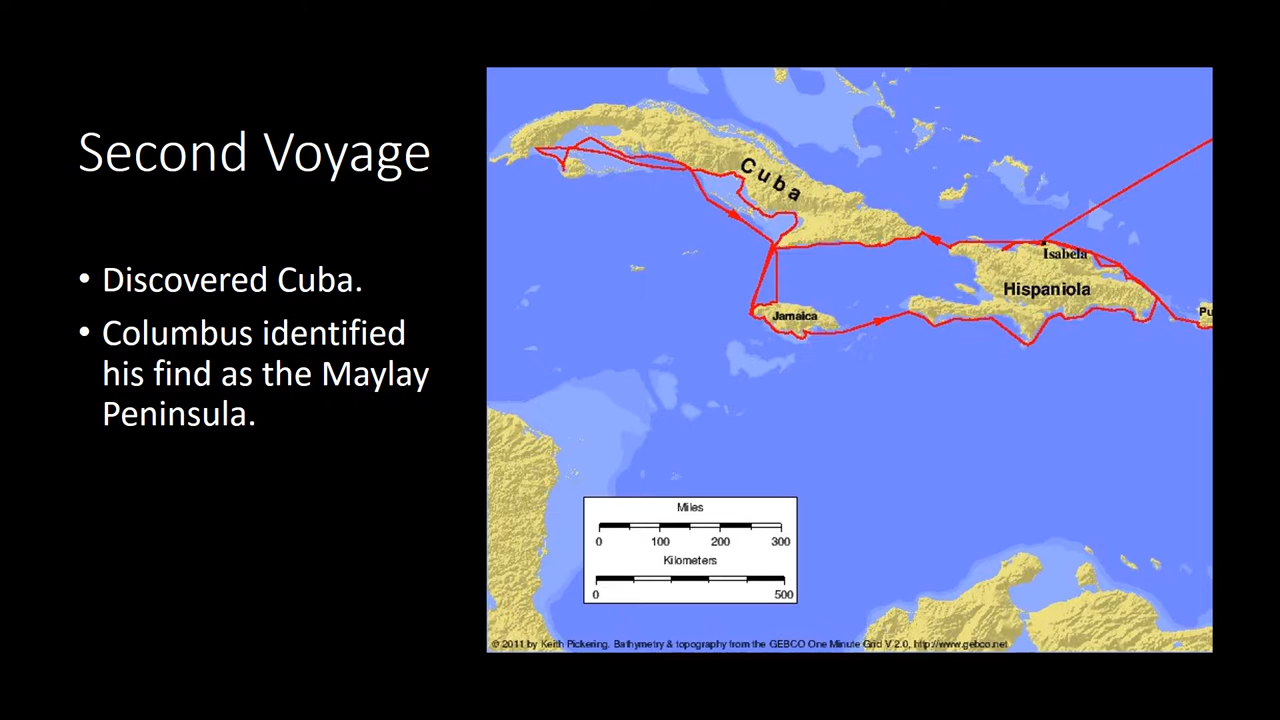 Second Voyage
• Discovered Cuba.
• Columbus identified
his find as the Maylay
Peninsula.
Cuba
Isabela
Hispaniola
Pu
Jamaica
Miles
0 100 200 300
Kilometers
0 500
© 2011 by Keith Pickering. Bathymetry & topography from the GEBCO One Minute Grid V 2.0, http://www.gebco.net